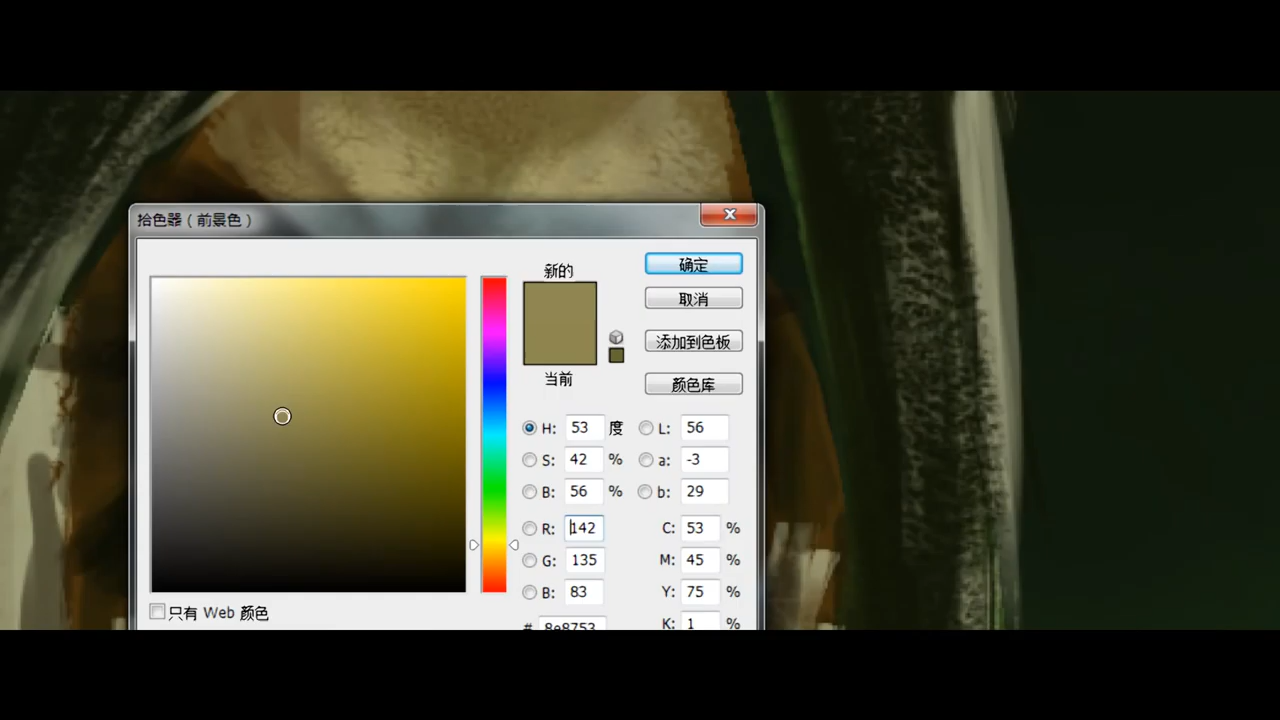 拾色器（前景色）
新的
当前
确定
取消
添加到色板
颜色库
H: 53 度 L: 56
S: 42 % a: -3
B: 56 % b: 29
R: 142 C: 53 %
G: 135 M: 45 %
B: 83 Y: 75 %
# 8e8753 K: 1 %
只有 Web 颜色